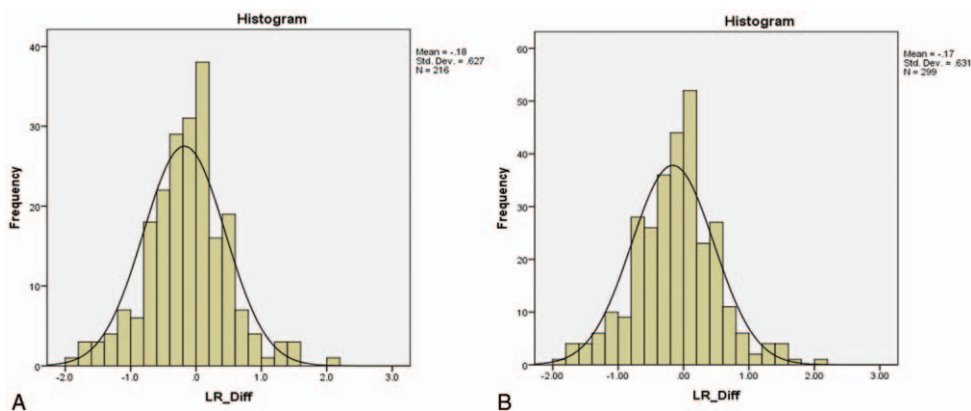 Histogram
Mean = -.18
Std. Dev. = .627
N = 216
40
30
20
10
0
Frequency
-2.0 -1.0 .0 1.0 2.0 3.0
LR_Diff
A
Histogram
Mean = -.17
Std. Dev. = .631
N = 299
60
50
40
30
20
10
0
Frequency
-2.00 -1.00 .00 1.00 2.00 3.00
LR_Diff
B